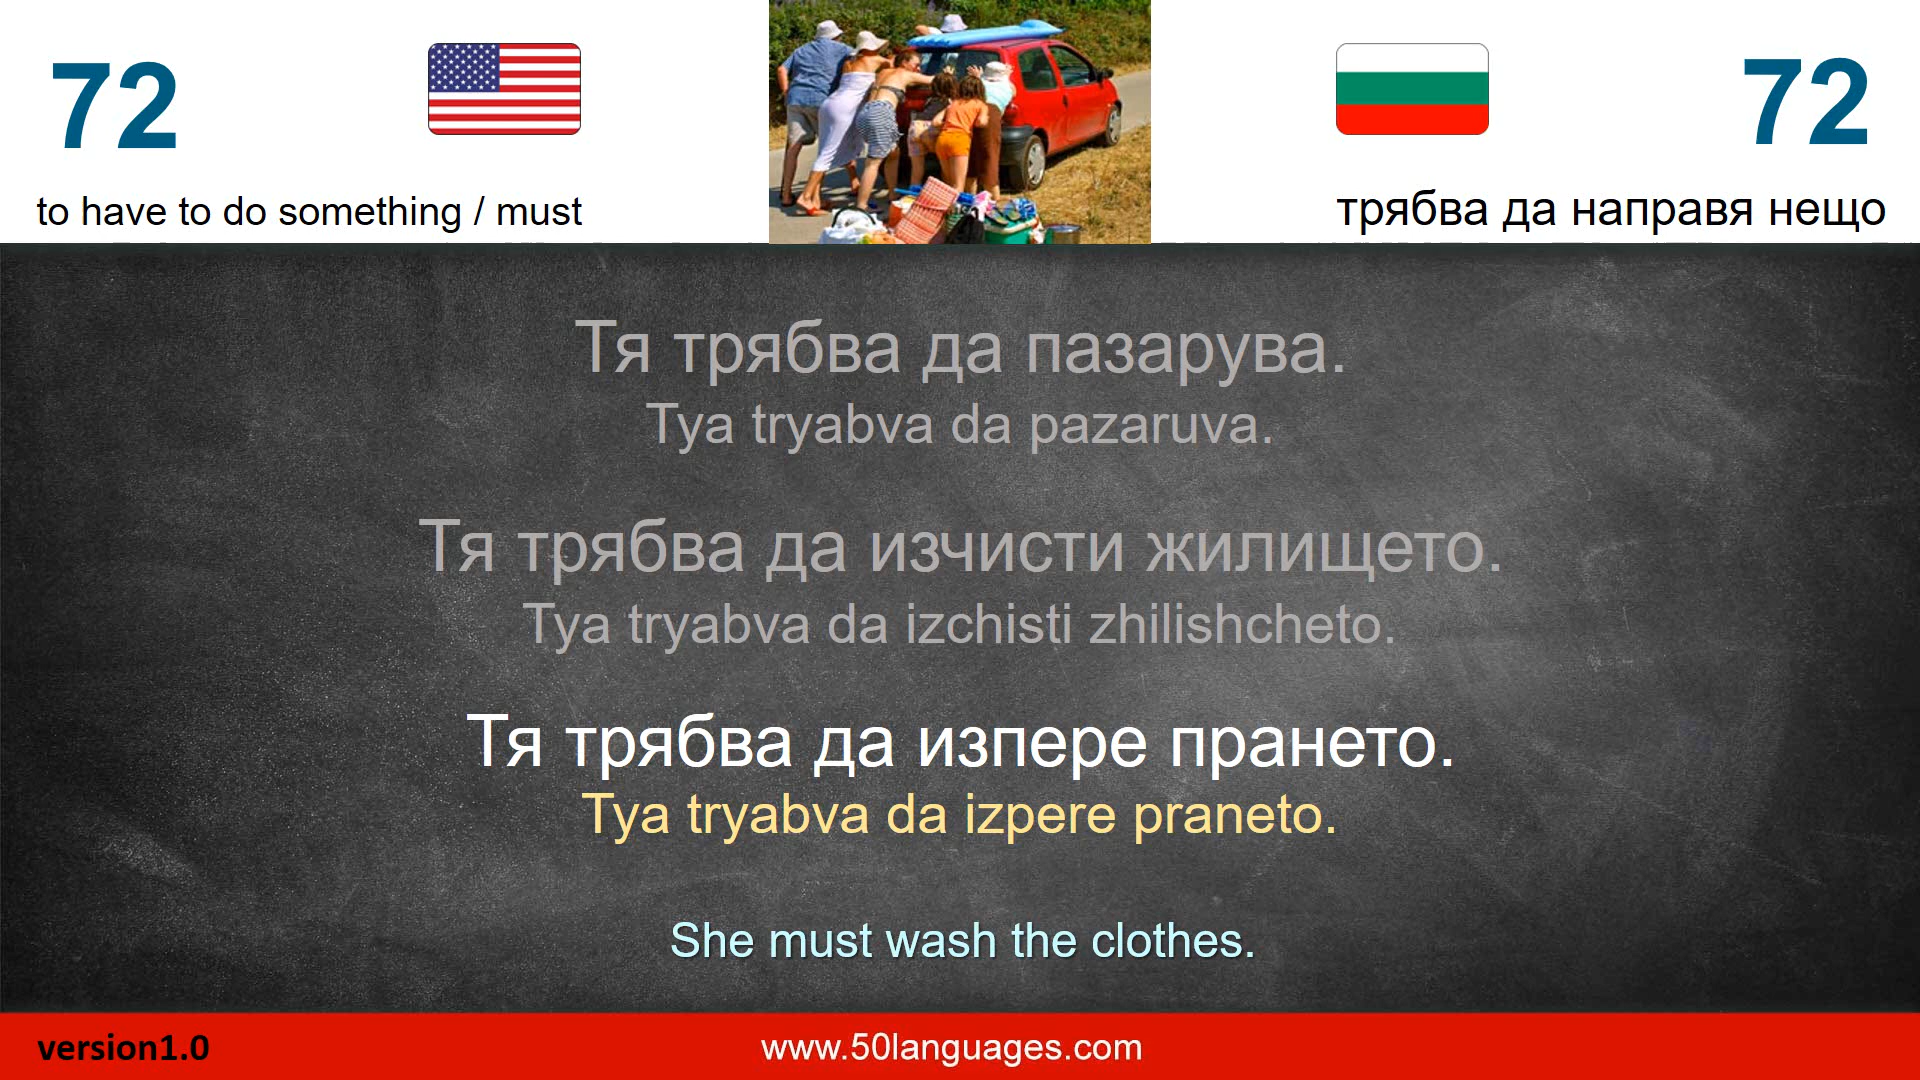 72
72
to have to do something / must
трябва да направя нещо
Тя трябва да пазарува.
Tya tryabva da pazaruva.
Тя трябва да изчисти жилището.
Tya tryabva da izchisti zhilishcheto.
Тя трябва да изпере прането.
Tya tryabva da izpere praneto.
She must wash the clothes.
version1.0
www.50languages.com